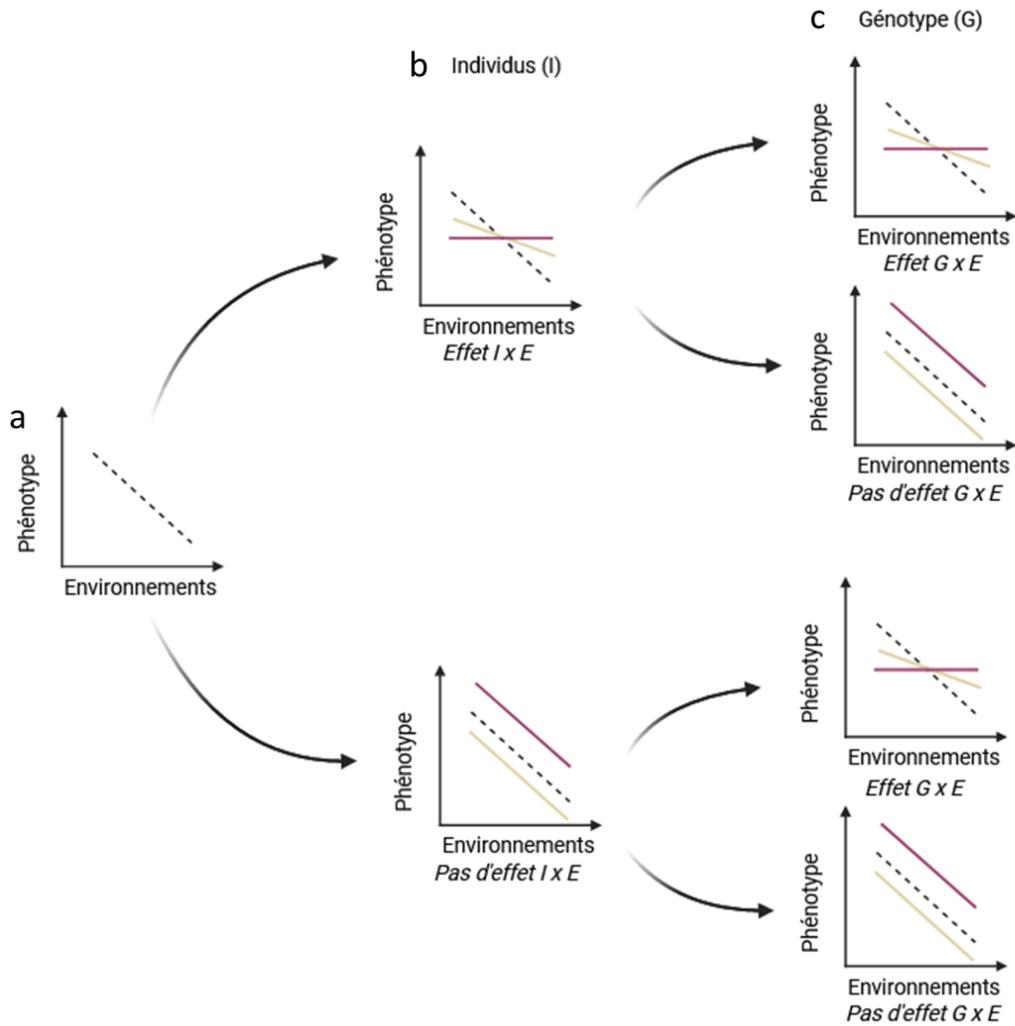 a
Phénotype
Environnements
b Individus (I)
Phénotype
Environnements
Effet I x E
Phénotype
Environnements
Pas d'effet I x E
c Génotype (G)
Phénotype
Environnements
Effet G x E
Phénotype
Environnements
Pas d'effet G x E
Phénotype
Environnements
Effet G x E
Phénotype
Environnements
Pas d'effet G x E